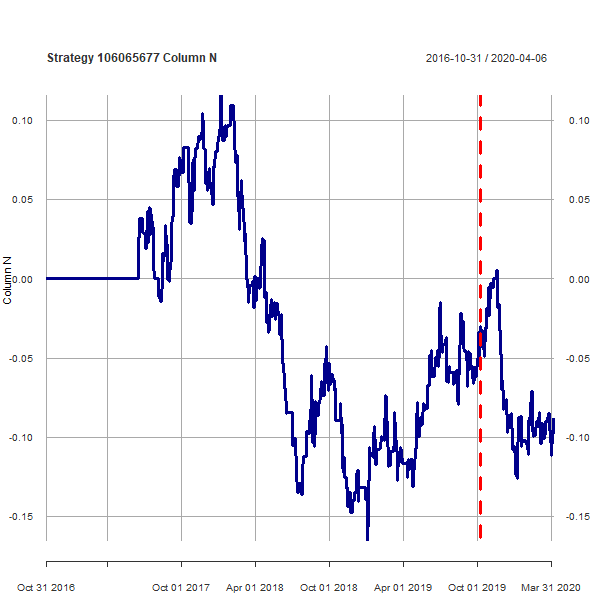 Strategy 106065677 Column N
2016-10-31 / 2020-04-06
0.10 0.10
0.05 0.05
0.00 0.00
-0.05 -0.05
-0.10 -0.10
-0.15 -0.15
Column N
Oct 31 2016 Oct 01 2017 Apr 01 2018 Oct 01 2018 Apr 01 2019 Oct 01 2019 Mar 31 2020